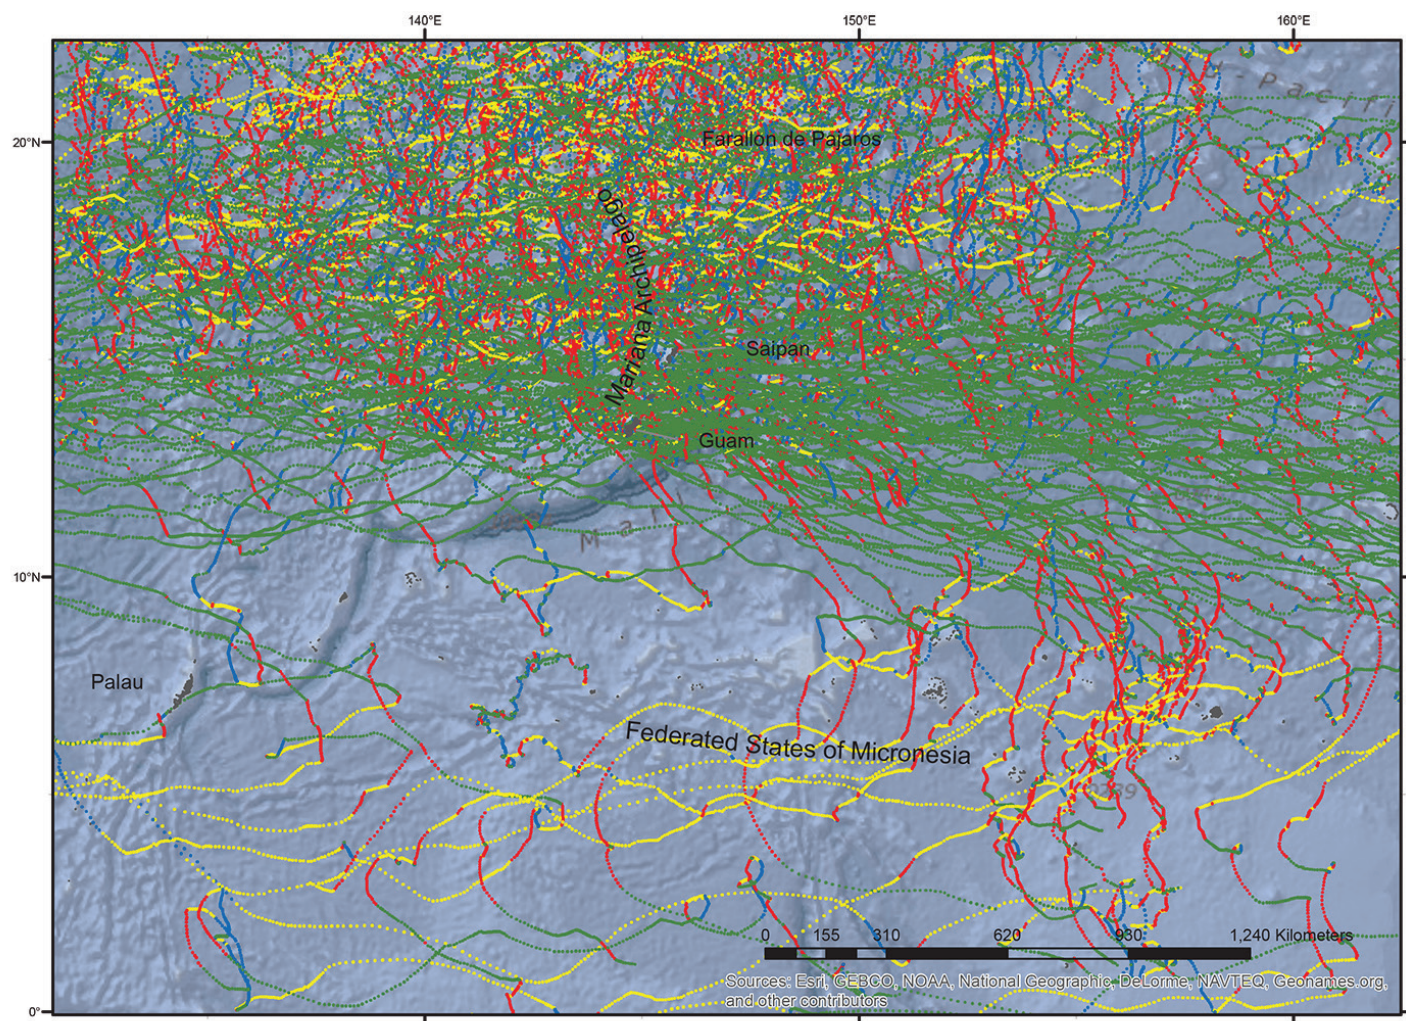 140°E
150°E
160°E
20°N
10°N
0°
Farallon de Pajaros
Mariana Archipelago
Saipan
Guam
Palau
Federated States of Micronesia
0 155 310 620 930 1,240 Kilometers
Sources: Esri, GEBCO, NOAA, National Geographic, DeLorme, NAVTEQ, Geonames.org,
and other contributors